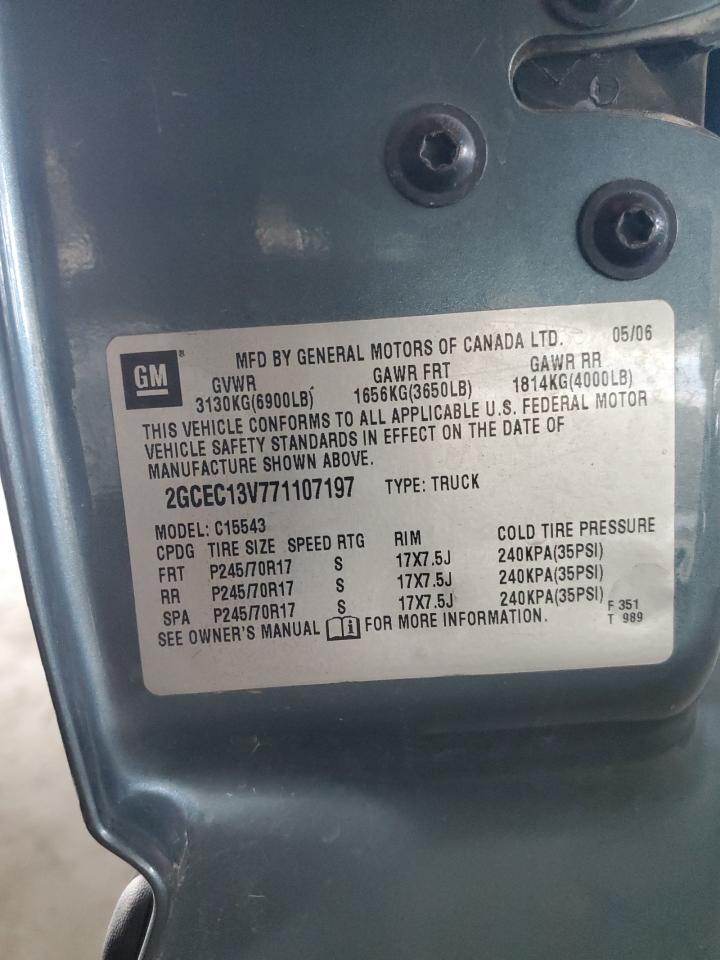 GM ®
MFD BY GENERAL MOTORS OF CANADA LTD. 05/06
GVWR GAWR FRT GAWR RR
3130KG(6900LB) 1656KG(3650LB) 1814KG(4000LB)
THIS VEHICLE CONFORMS TO ALL APPLICABLE U.S. FEDERAL MOTOR
VEHICLE SAFETY STANDARDS IN EFFECT ON THE DATE OF
MANUFACTURE SHOWN ABOVE.
2GCEC13V771107197 TYPE: TRUCK
MODEL: C15543
CPDG TIRE SIZE SPEED RTG RIM COLD TIRE PRESSURE
FRT P245/70R17 S 17X7.5J 240KPA(35PSI)
RR P245/70R17 S 17X7.5J 240KPA(35PSI)
SPA P245/70R17 S 17X7.5J 240KPA(35PSI)
SEE OWNER'S MANUAL i FOR MORE INFORMATION.
F 351
T 989